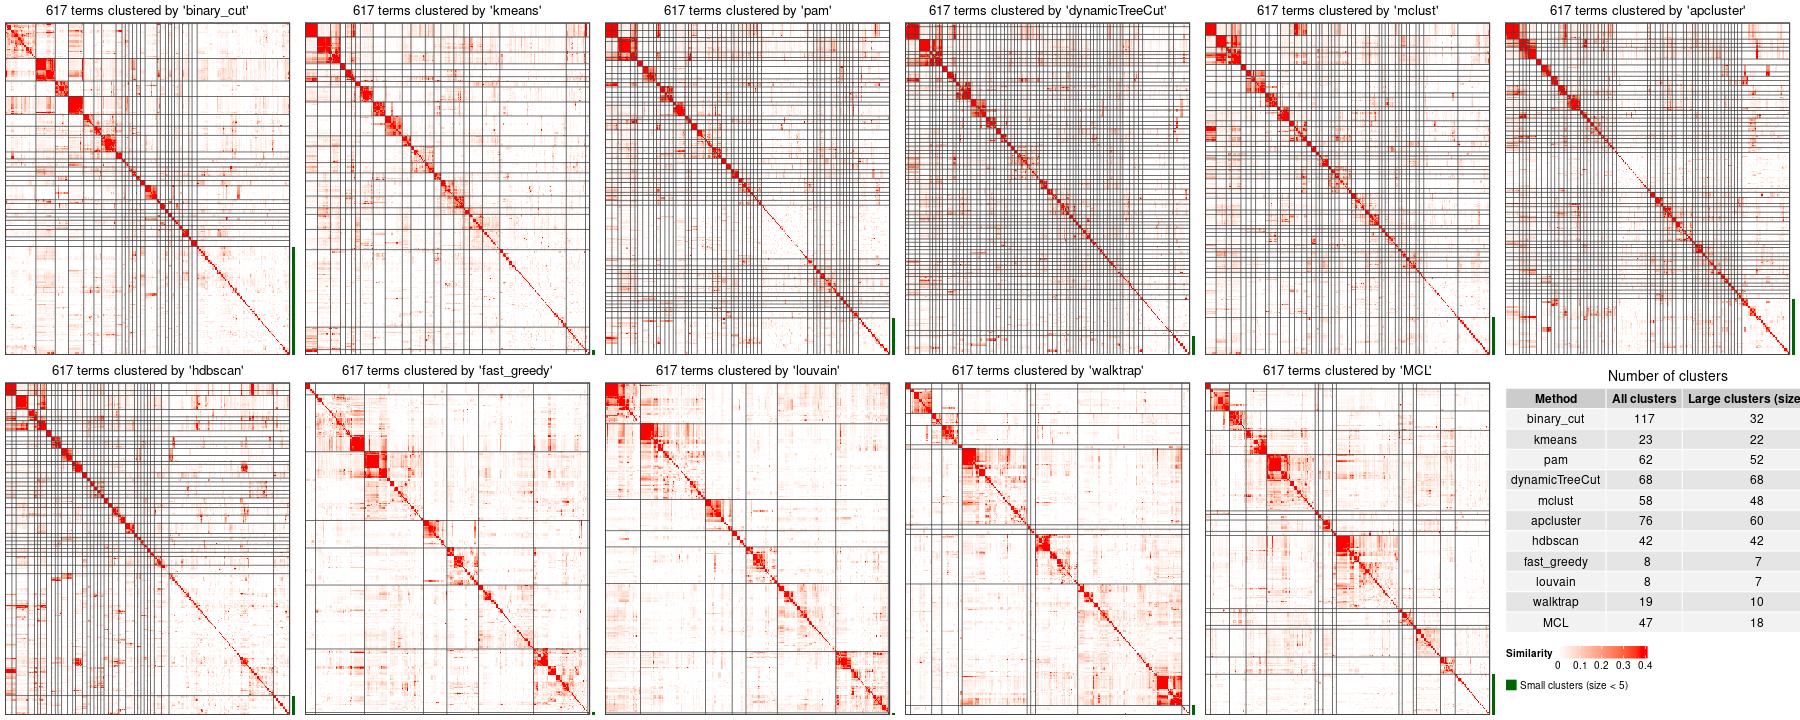 617 terms clustered by 'binary_cut'
617 terms clustered by 'kmeans'
617 terms clustered by 'pam'
617 terms clustered by 'dynamicTreeCut'
617 terms clustered by 'mclust'
617 terms clustered by 'apcluster'
617 terms clustered by 'hdbscan'
617 terms clustered by 'fast_greedy'
617 terms clustered by 'louvain'
617 terms clustered by 'walktrap'
617 terms clustered by 'MCL'
Number of clusters
Method All clusters Large clusters (size
binary_cut 117 32
kmeans 23 22
pam 62 52
dynamicTreeCut 68 68
mclust 58 48
apcluster 76 60
hdbscan 42 42
fast_greedy 8 7
louvain 8 7
walktrap 19 10
MCL 47 18
Similarity
0 0.1 0.2 0.3 0.4
Small clusters (size < 5)